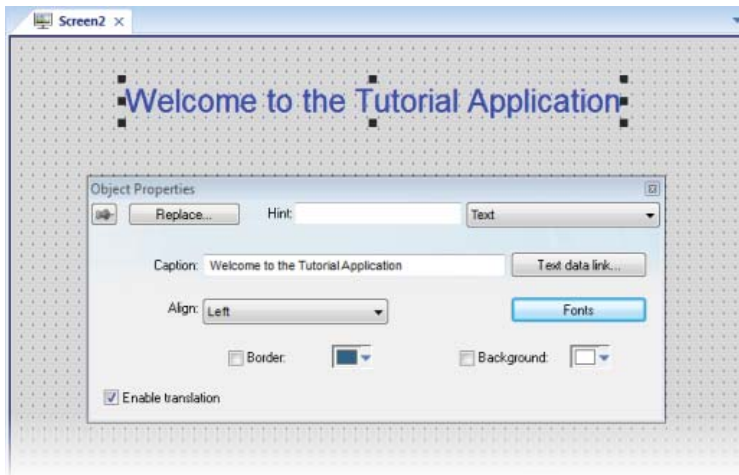 Screen2
Welcome to the Tutorial Application
Object Properties
Replace... Hint: Text
Caption: Welcome to the Tutorial Application Text data link...
Align: Left Fonts
Border: Background:
Enable translation